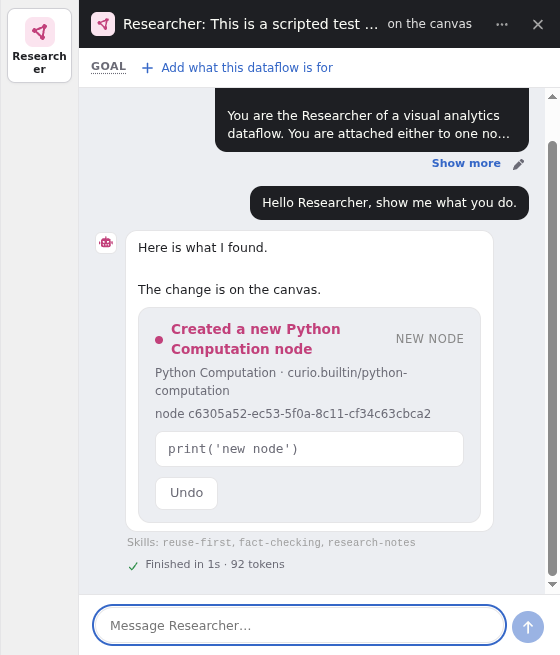 Research
er
Researcher: This is a scripted test ...
on the canvas
GOAL
Add what this dataflow is for
You are the Researcher of a visual analytics
dataflow. You are attached either to one no...
Show more
Hello Researcher, show me what you do.
Here is what I found.
The change is on the canvas.
Created a new Python
Computation node
NEW NODE
Python Computation · curio.builtin/python-
computation
node c6305a52-ec53-5f0a-8c11-cf34c63cbca2
print('new node')
Undo
Skills: reuse-first, fact-checking, research-notes
Finished in 1s · 92 tokens
Message Researcher...